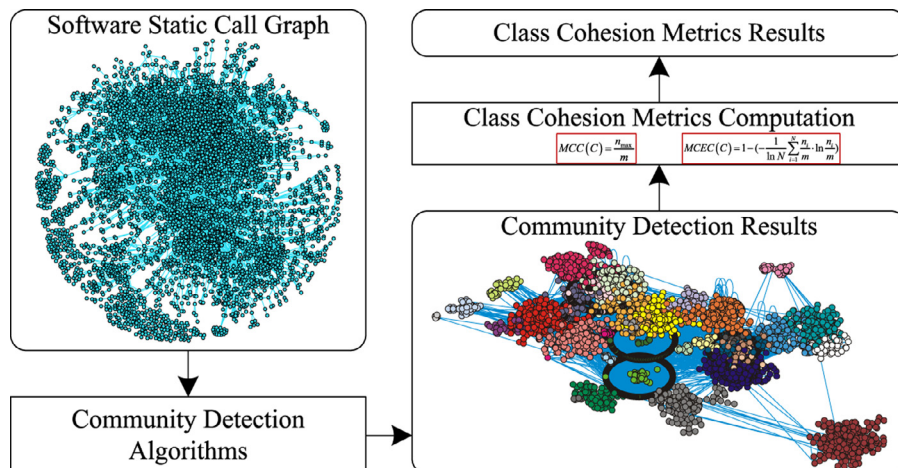 Software Static Call Graph
Community Detection
Algorithms
Class Cohesion Metrics Results
Class Cohesion Metrics Computation
MCC(C) = n_max / m
MCEC(C) = 1 − (− 1/ln N ∑_{i=1}^{N} n_i/m · ln n_i/m)
Community Detection Results